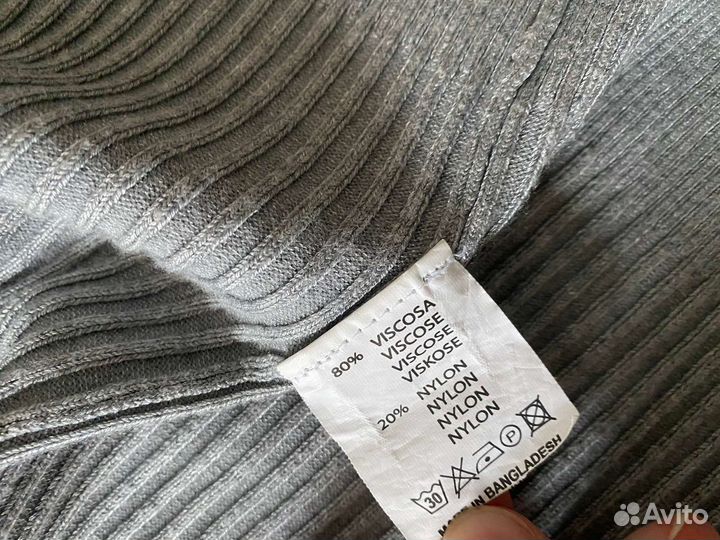 80% VISCOSA
VISCOSE
VISCOSE
VISKOSE
20% NYLON
NYLON
NYLON
NYLON
30 P
MADE IN BANGLADESH
Avito